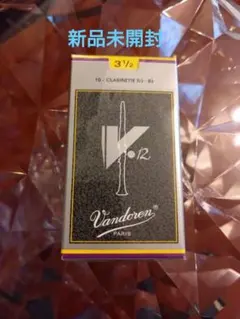 新品未開封
3½
10 - CLARINETTE Sib - Bb
V.12
Vandoren
PARIS